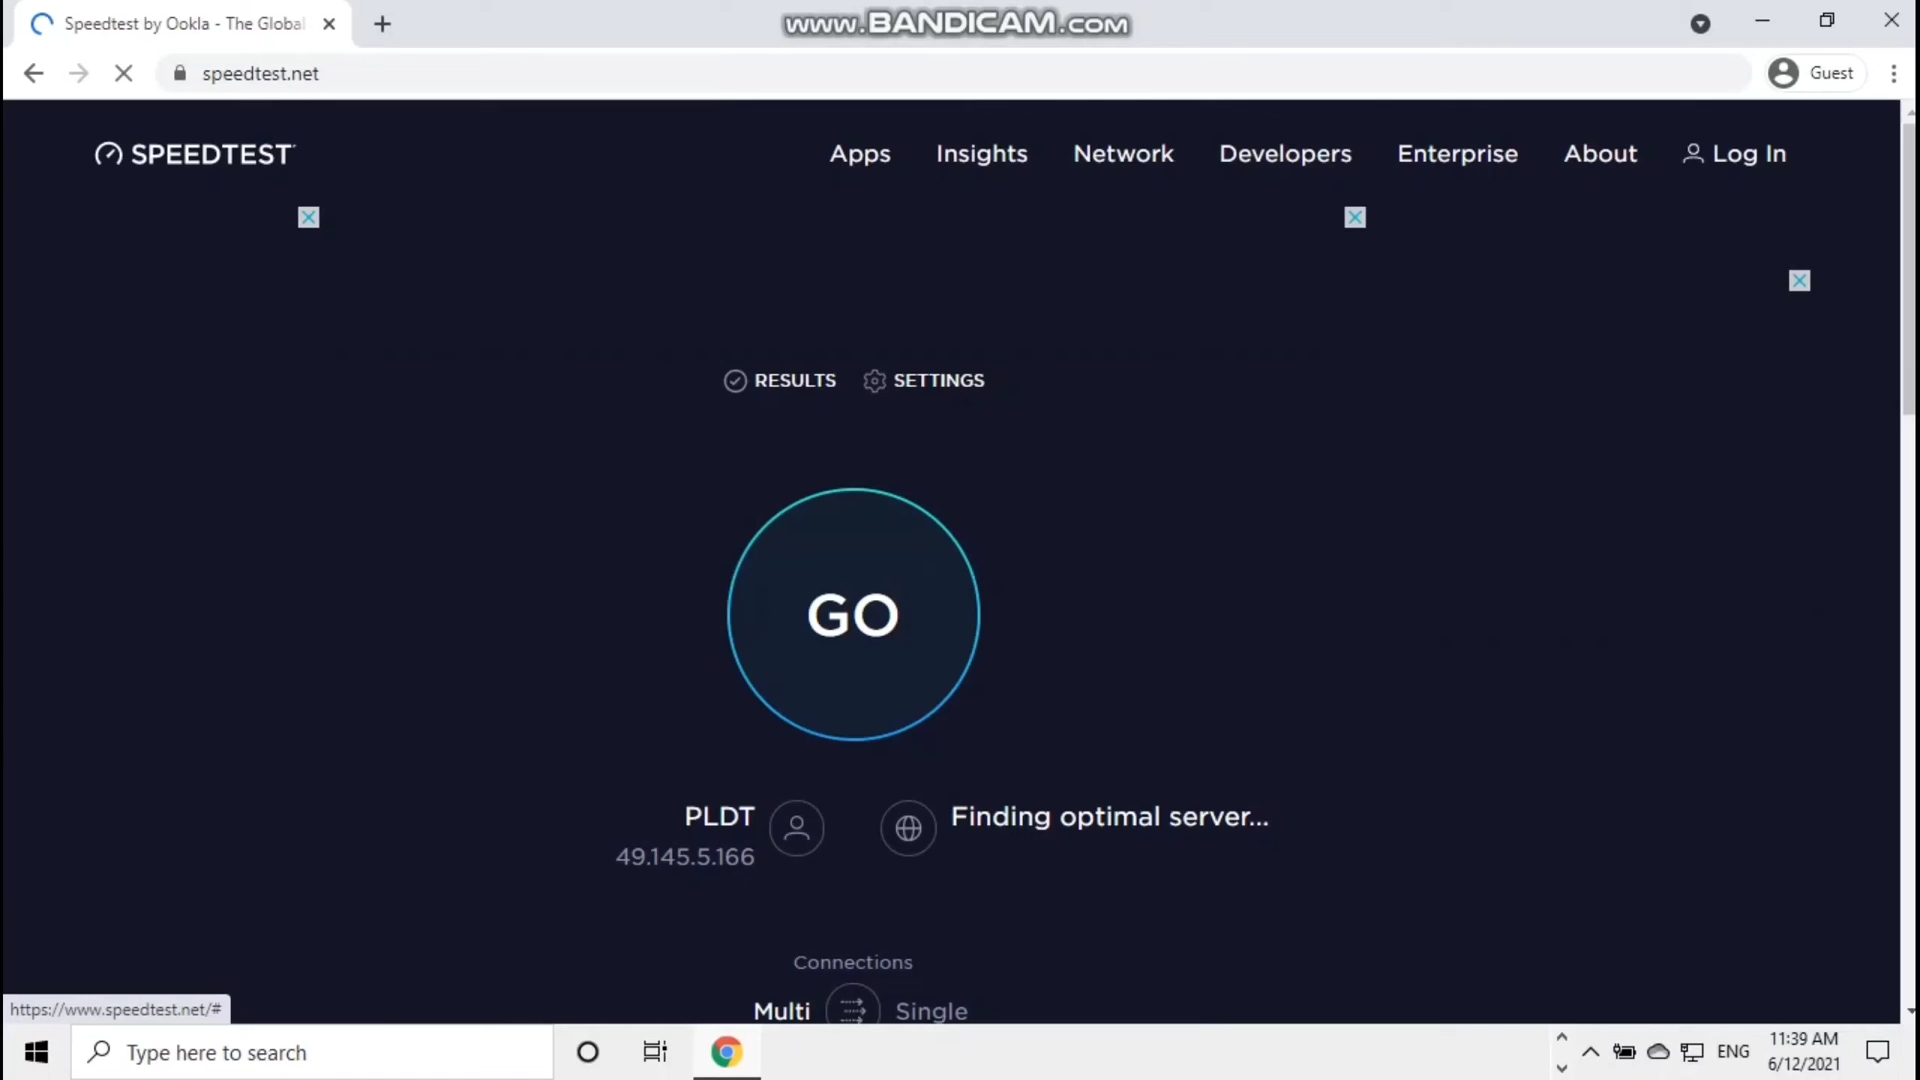 Speedtest by Ookla - The Global
www.BANDICAM.com
speedtest.net
Guest
SPEEDTEST
Apps
Insights
Network
Developers
Enterprise
About
Log In
RESULTS
SETTINGS
GO
PLDT
49.145.5.166
Finding optimal server...
Connections
Multi
Single
https://www.speedtest.net/#
Type here to search
ENG
11:39 AM
6/12/2021